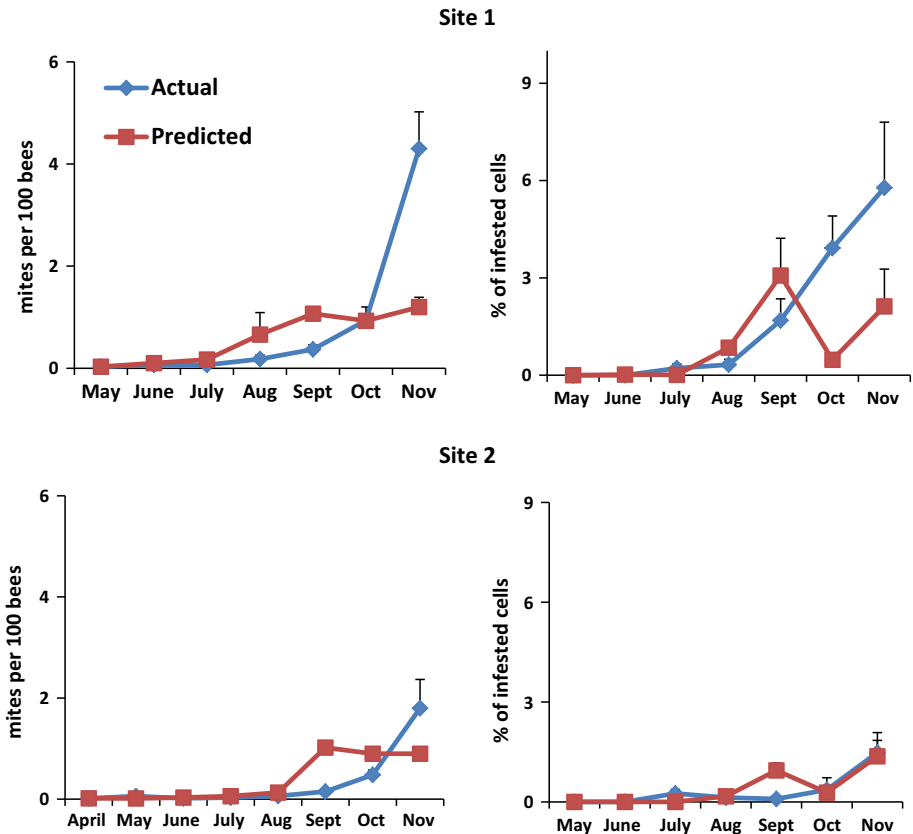 Site 1
mites per 100 bees
6
4
2
0
Actual
Predicted
May June July Aug Sept Oct Nov
% of infested cells
9
6
3
0
May June July Aug Sept Oct Nov
Site 2
mites per 100 bees
6
4
2
0
April May June July Aug Sept Oct Nov
% of infested cells
9
6
3
0
May June July Aug Sept Oct Nov